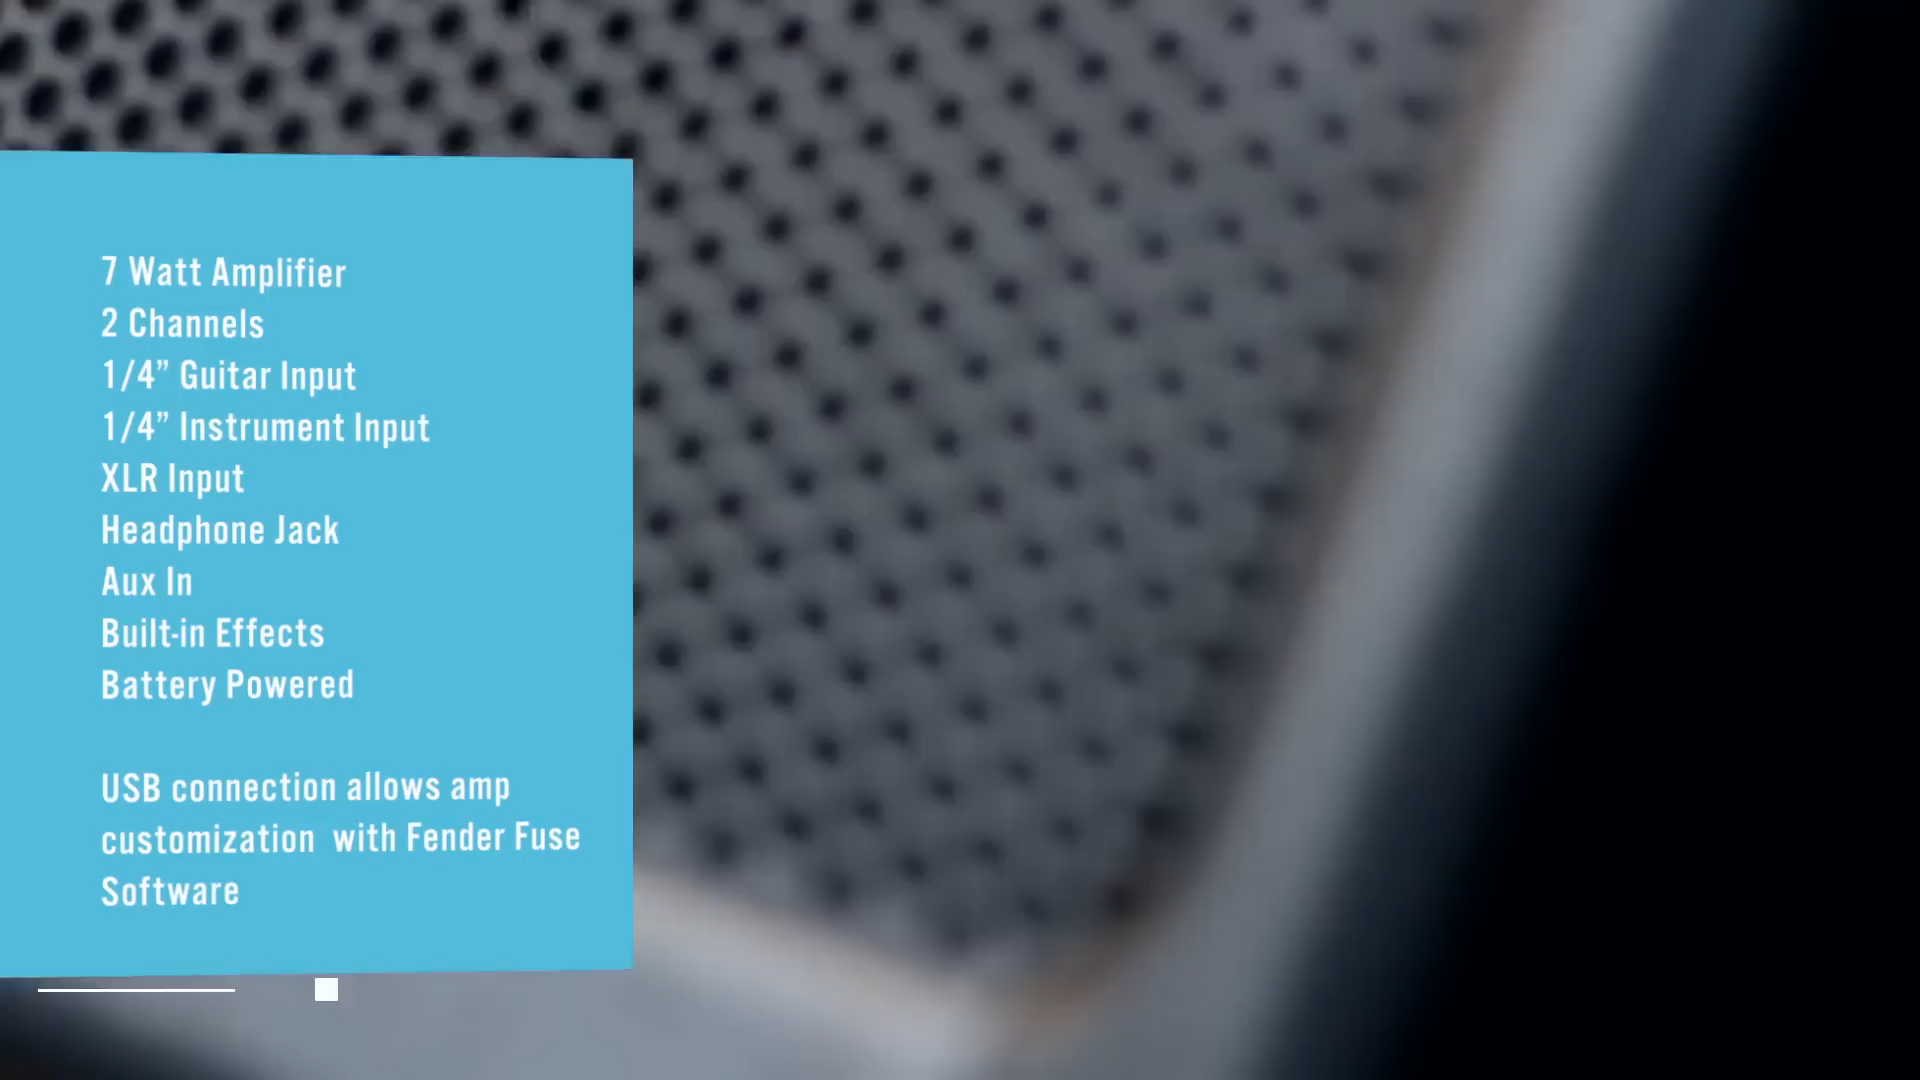 7 Watt Amplifier
2 Channels
1/4” Guitar Input
1/4” Instrument Input
XLR Input
Headphone Jack
Aux In
Built-in Effects
Battery Powered
USB connection allows amp
customization  with Fender Fuse
Software